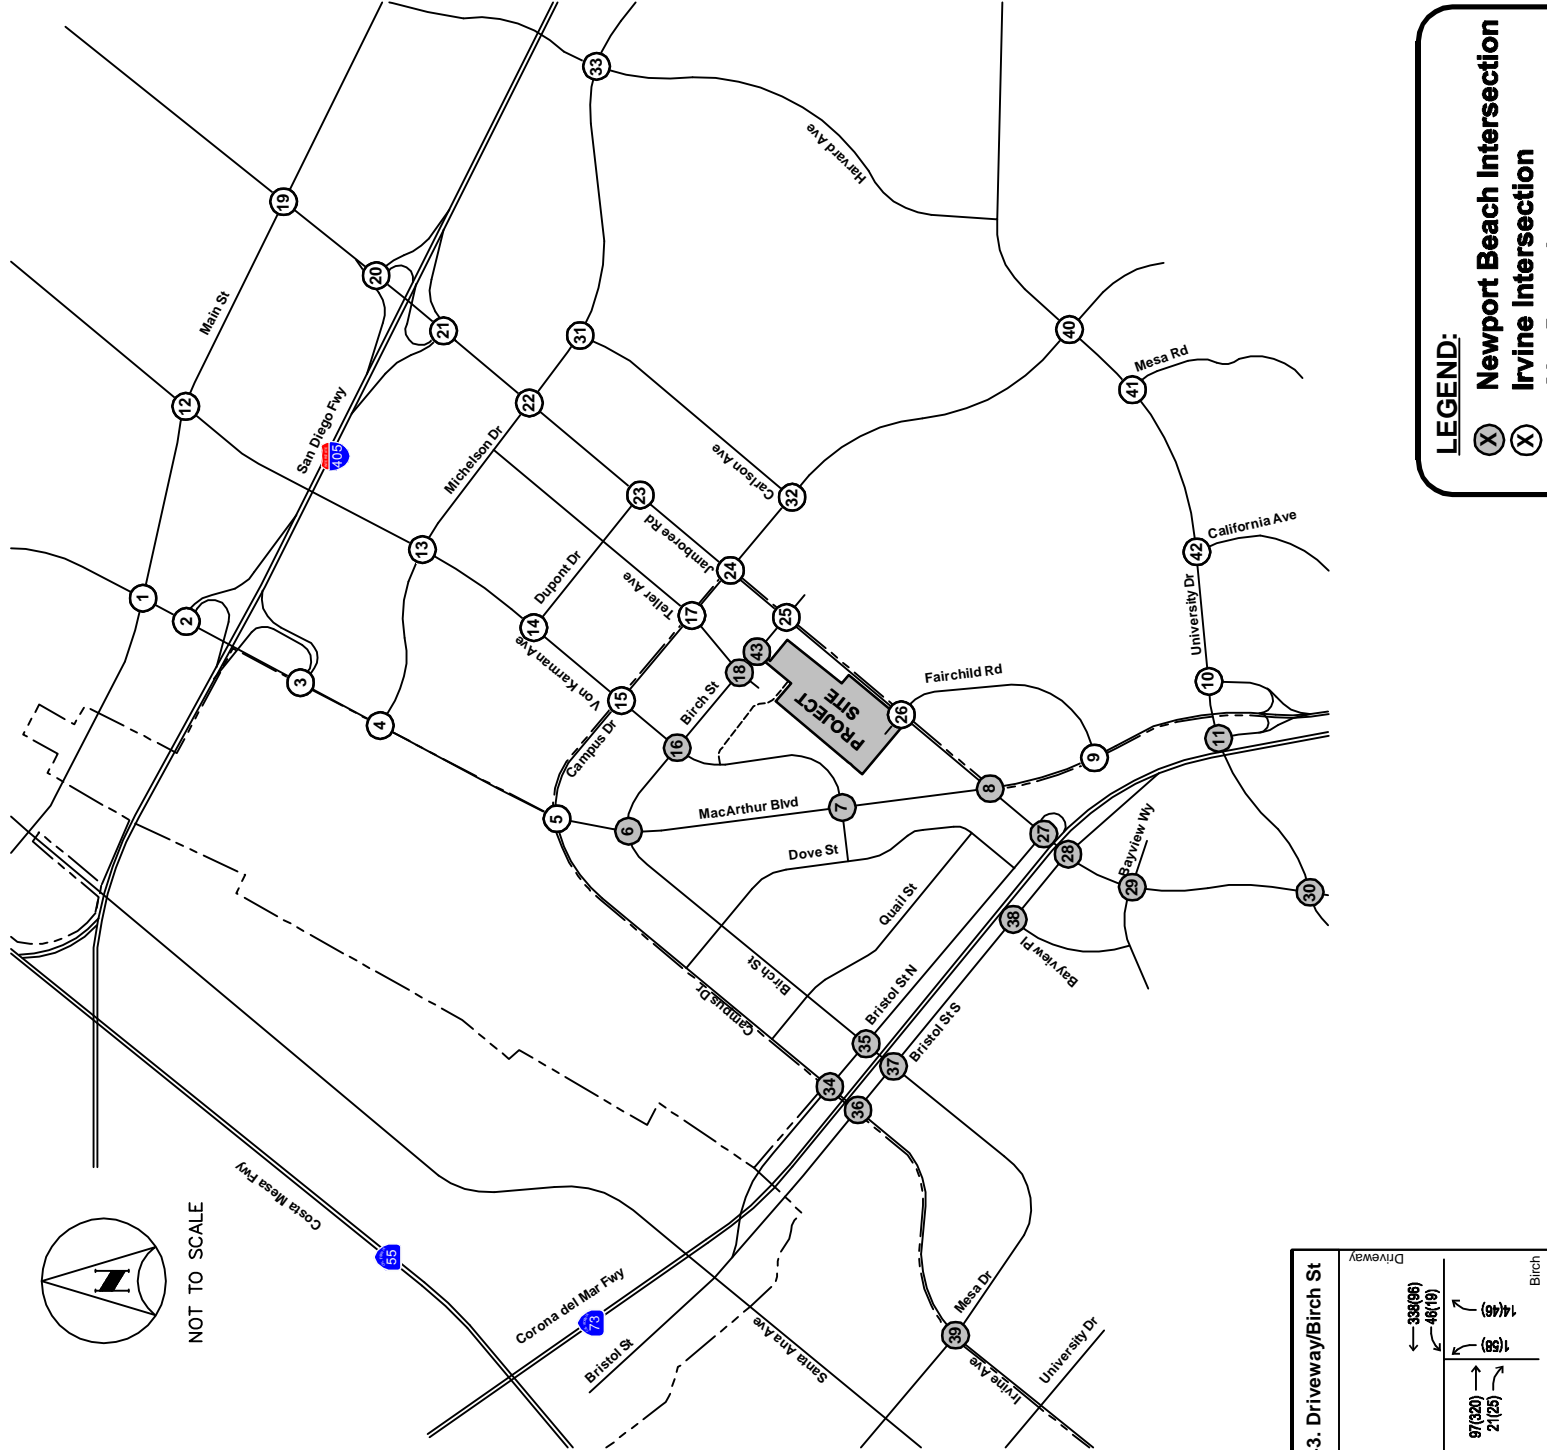 Main St
San Diego Fwy
405
Michelson Dr
Harvard Ave
Carlson Ave
Dupont Dr
Jamboree Rd
Teller Ave
Von Karman Ave
Campus Dr
Birch St
PROJECT
SITE
Fairchild Rd
MacArthur Blvd
Dove St
Quail St
Mesa Rd
California Ave
University Dr
Bayview Wy
Bayview Pl
Birch St
Campus Dr
Bristol St N
Bristol St S
Costa Mesa Fwy
55
Corona del Mar Fwy
73
Bristol St
Santa Ana Ave
Mesa Dr
Irvine Ave
University Dr
1
2
3
4
5
6
7
8
9
10
11
12
13
14
15
16
17
18
19
20
21
22
23
24
25
26
27
28
29
30
31
32
33
34
35
36
37
38
39
40
41
42
43
N
NOT TO SCALE
LEGEND:
X Newport Beach Intersection
X Irvine Intersection
3. Driveway/Birch St
Driveway
338(96)
46(19)
14(46)
1(58)
97(320)
21(25)
Birch